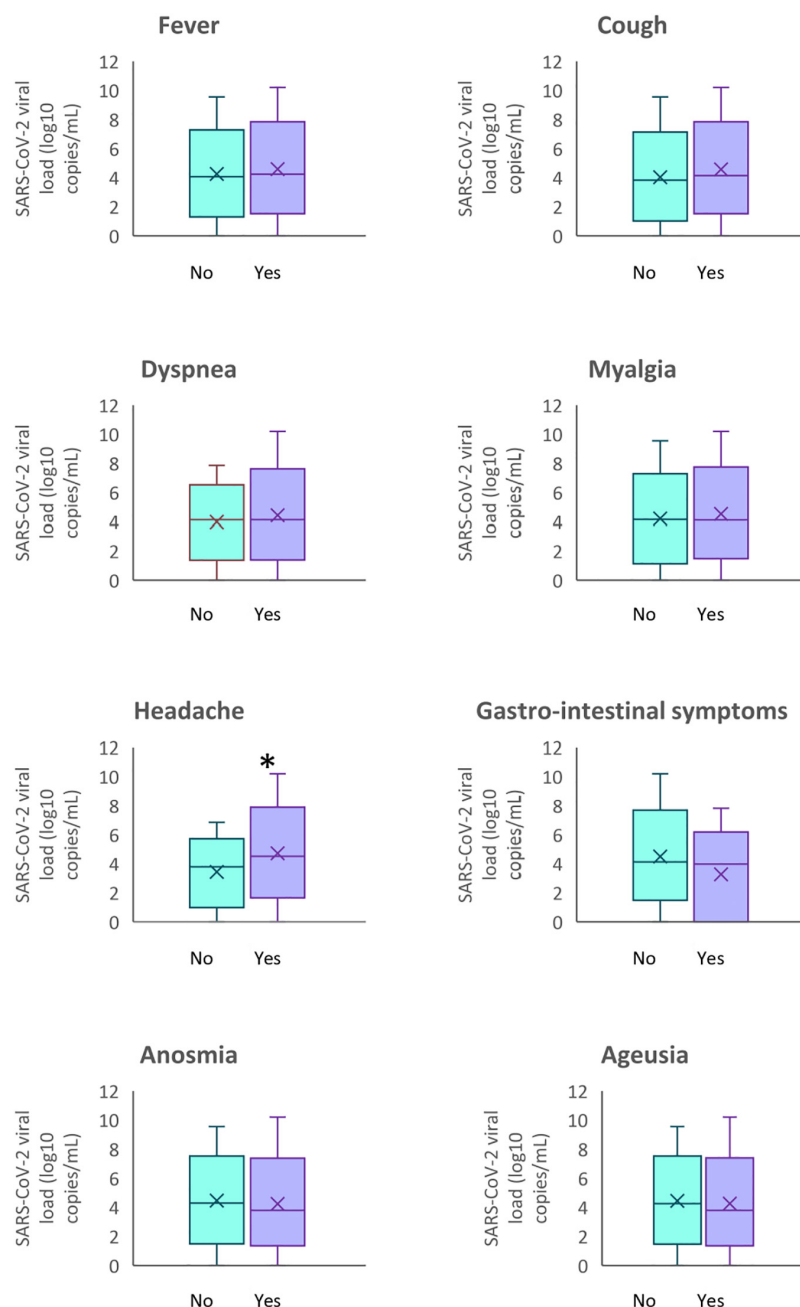 Fever
SARS-CoV-2 viral
load (log10
copies/mL)
12
10
8
6
4
2
0
No Yes
Cough
SARS-CoV-2 viral
load (log10
copies/mL)
12
10
8
6
4
2
0
No Yes
Dyspnea
SARS-CoV-2 viral
load (log10
copies/mL)
12
10
8
6
4
2
0
No Yes
Myalgia
SARS-CoV-2 viral
load (log10
copies/mL)
12
10
8
6
4
2
0
No Yes
Headache
SARS-CoV-2 viral
load (log10
copies/mL)
12
10
8
6
4
2
0
*
No Yes
Gastro-intestinal symptoms
SARS-CoV-2 viral
load (log10
copies/mL)
12
10
8
6
4
2
0
No Yes
Anosmia
SARS-CoV-2 viral
load (log10
copies/mL)
12
10
8
6
4
2
0
No Yes
Ageusia
SARS-CoV-2 viral
load (log10
copies/mL)
12
10
8
6
4
2
0
No Yes